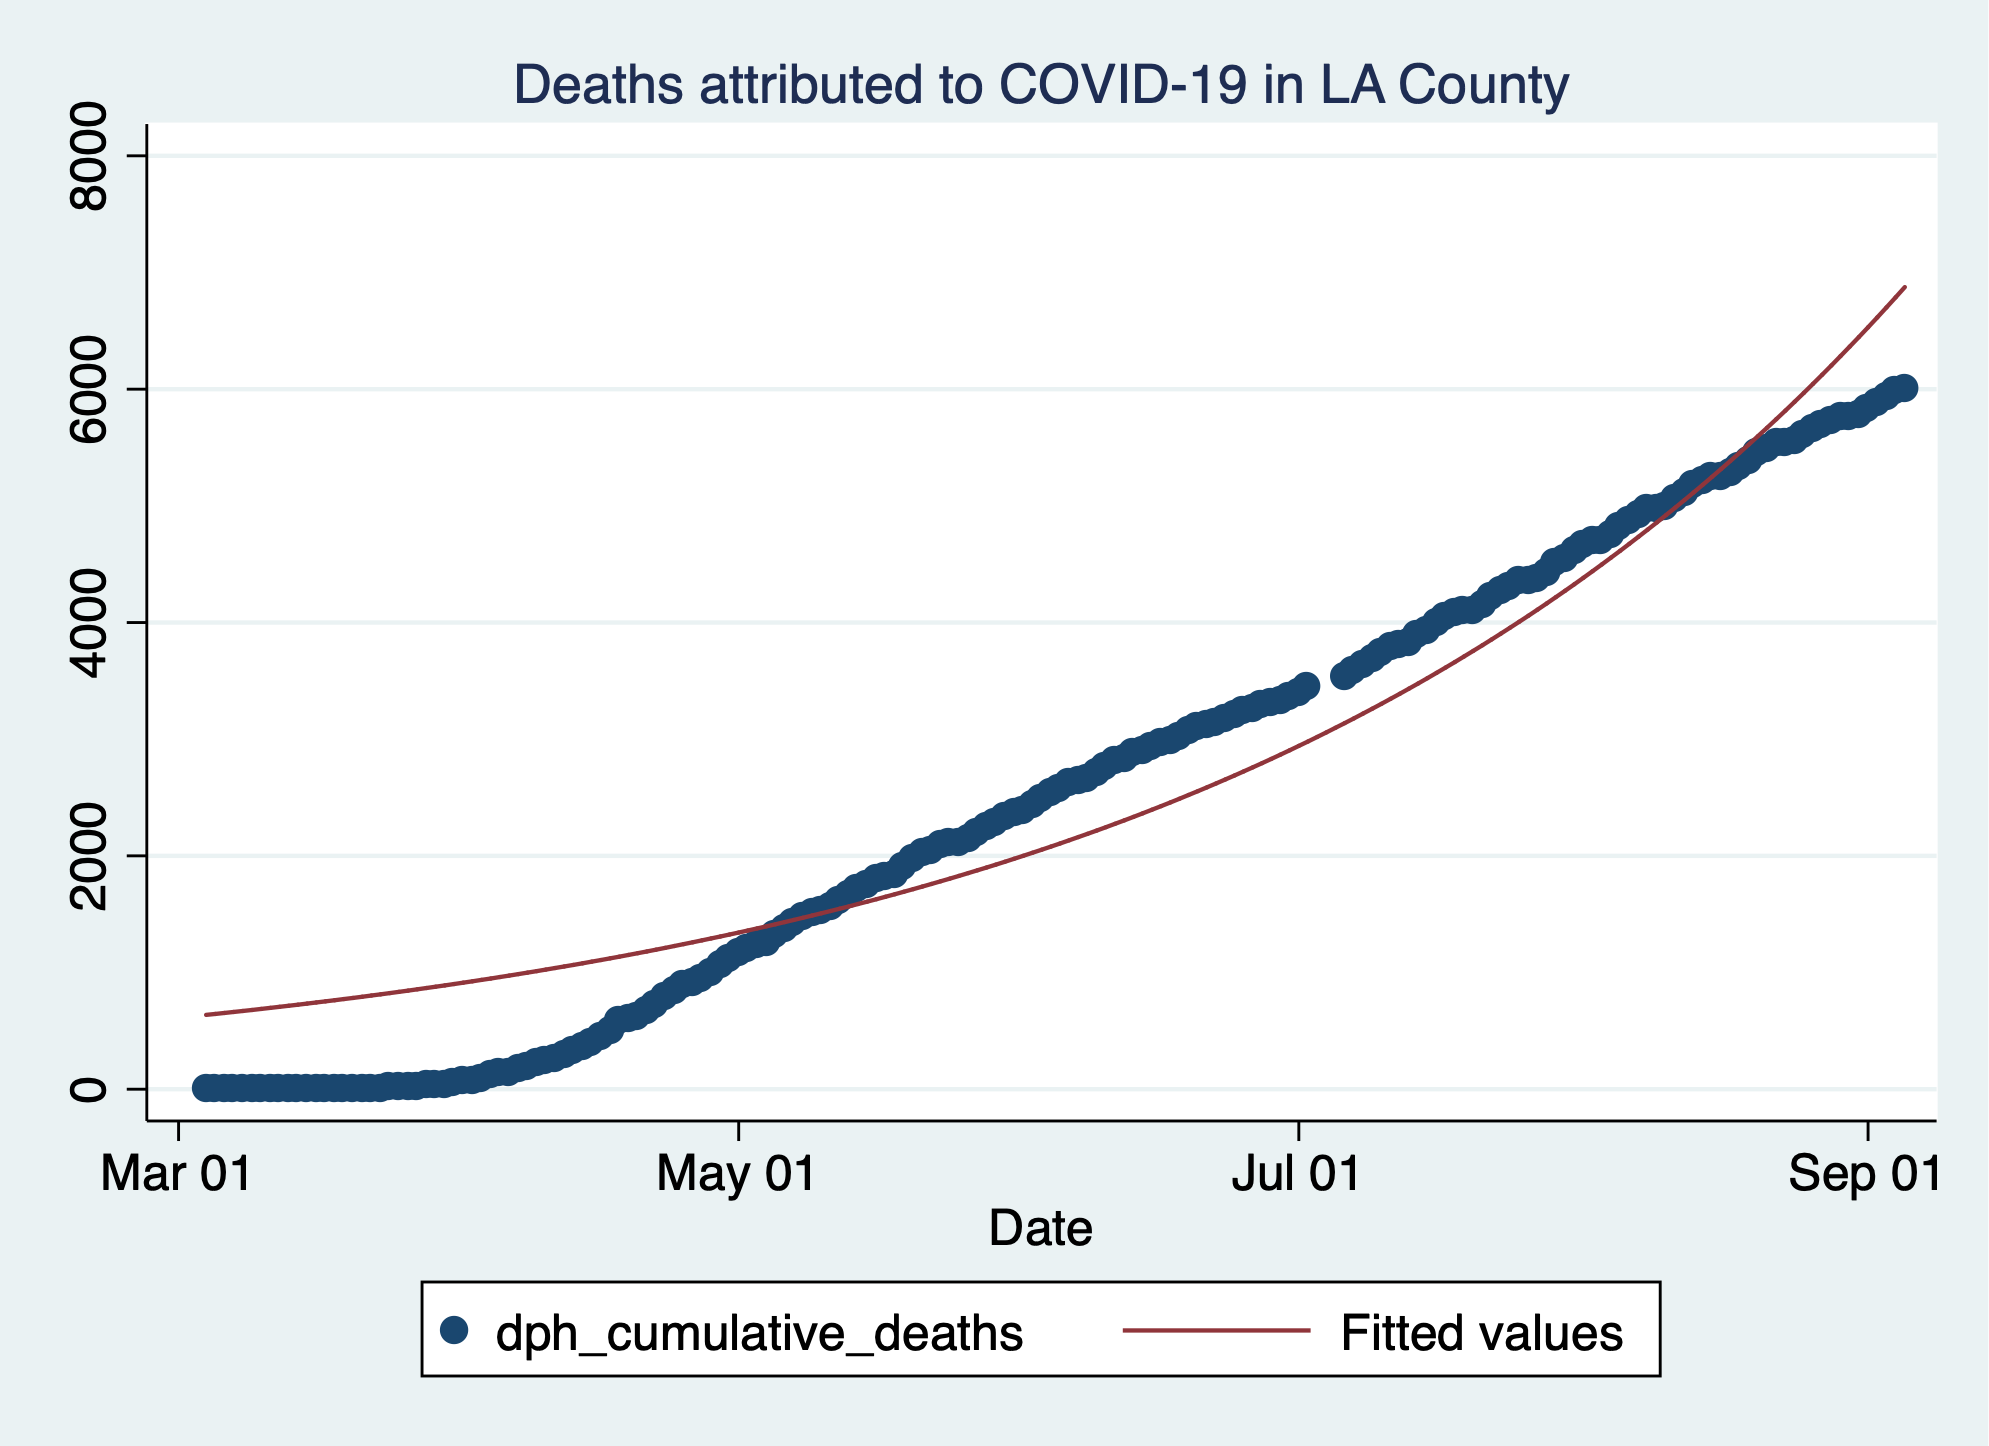 Deaths attributed to COVID-19 in LA County
8000
6000
4000
2000
0
Mar 01 May 01 Jul 01 Sep 01
Date
dph_cumulative_deaths Fitted values